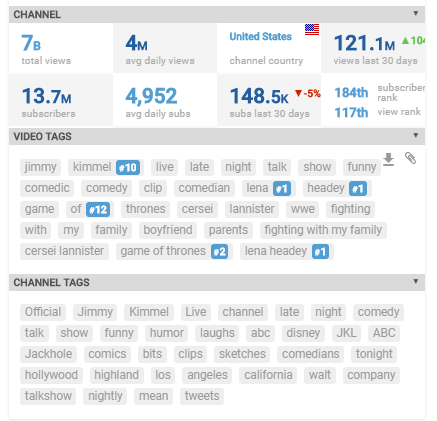 CHANNEL
7B 4M United States 121.1M
total views avg daily views channel country views last 30 days
13.7M 4,952 148.5K -5% 184th subscriber rank
subscribers avg daily subs subs last 30 days 117th view rank
VIDEO TAGS
jimmy kimmel #10 live late night talk show funny
comedic comedy clip comedian lena #1 headey #1
game of #12 thrones cersei lannister wwe fighting
with my family boyfriend parents fighting with my family
cersei lannister game of thrones #2 lena headey #1
CHANNEL TAGS
Official Jimmy Kimmel Live channel late night comedy
talk show funny humor laughs abc disney JKL ABC
Jackhole comics bits clips sketches comedians tonight
hollywood highland los angeles california walt company
talkshow nightly mean tweets